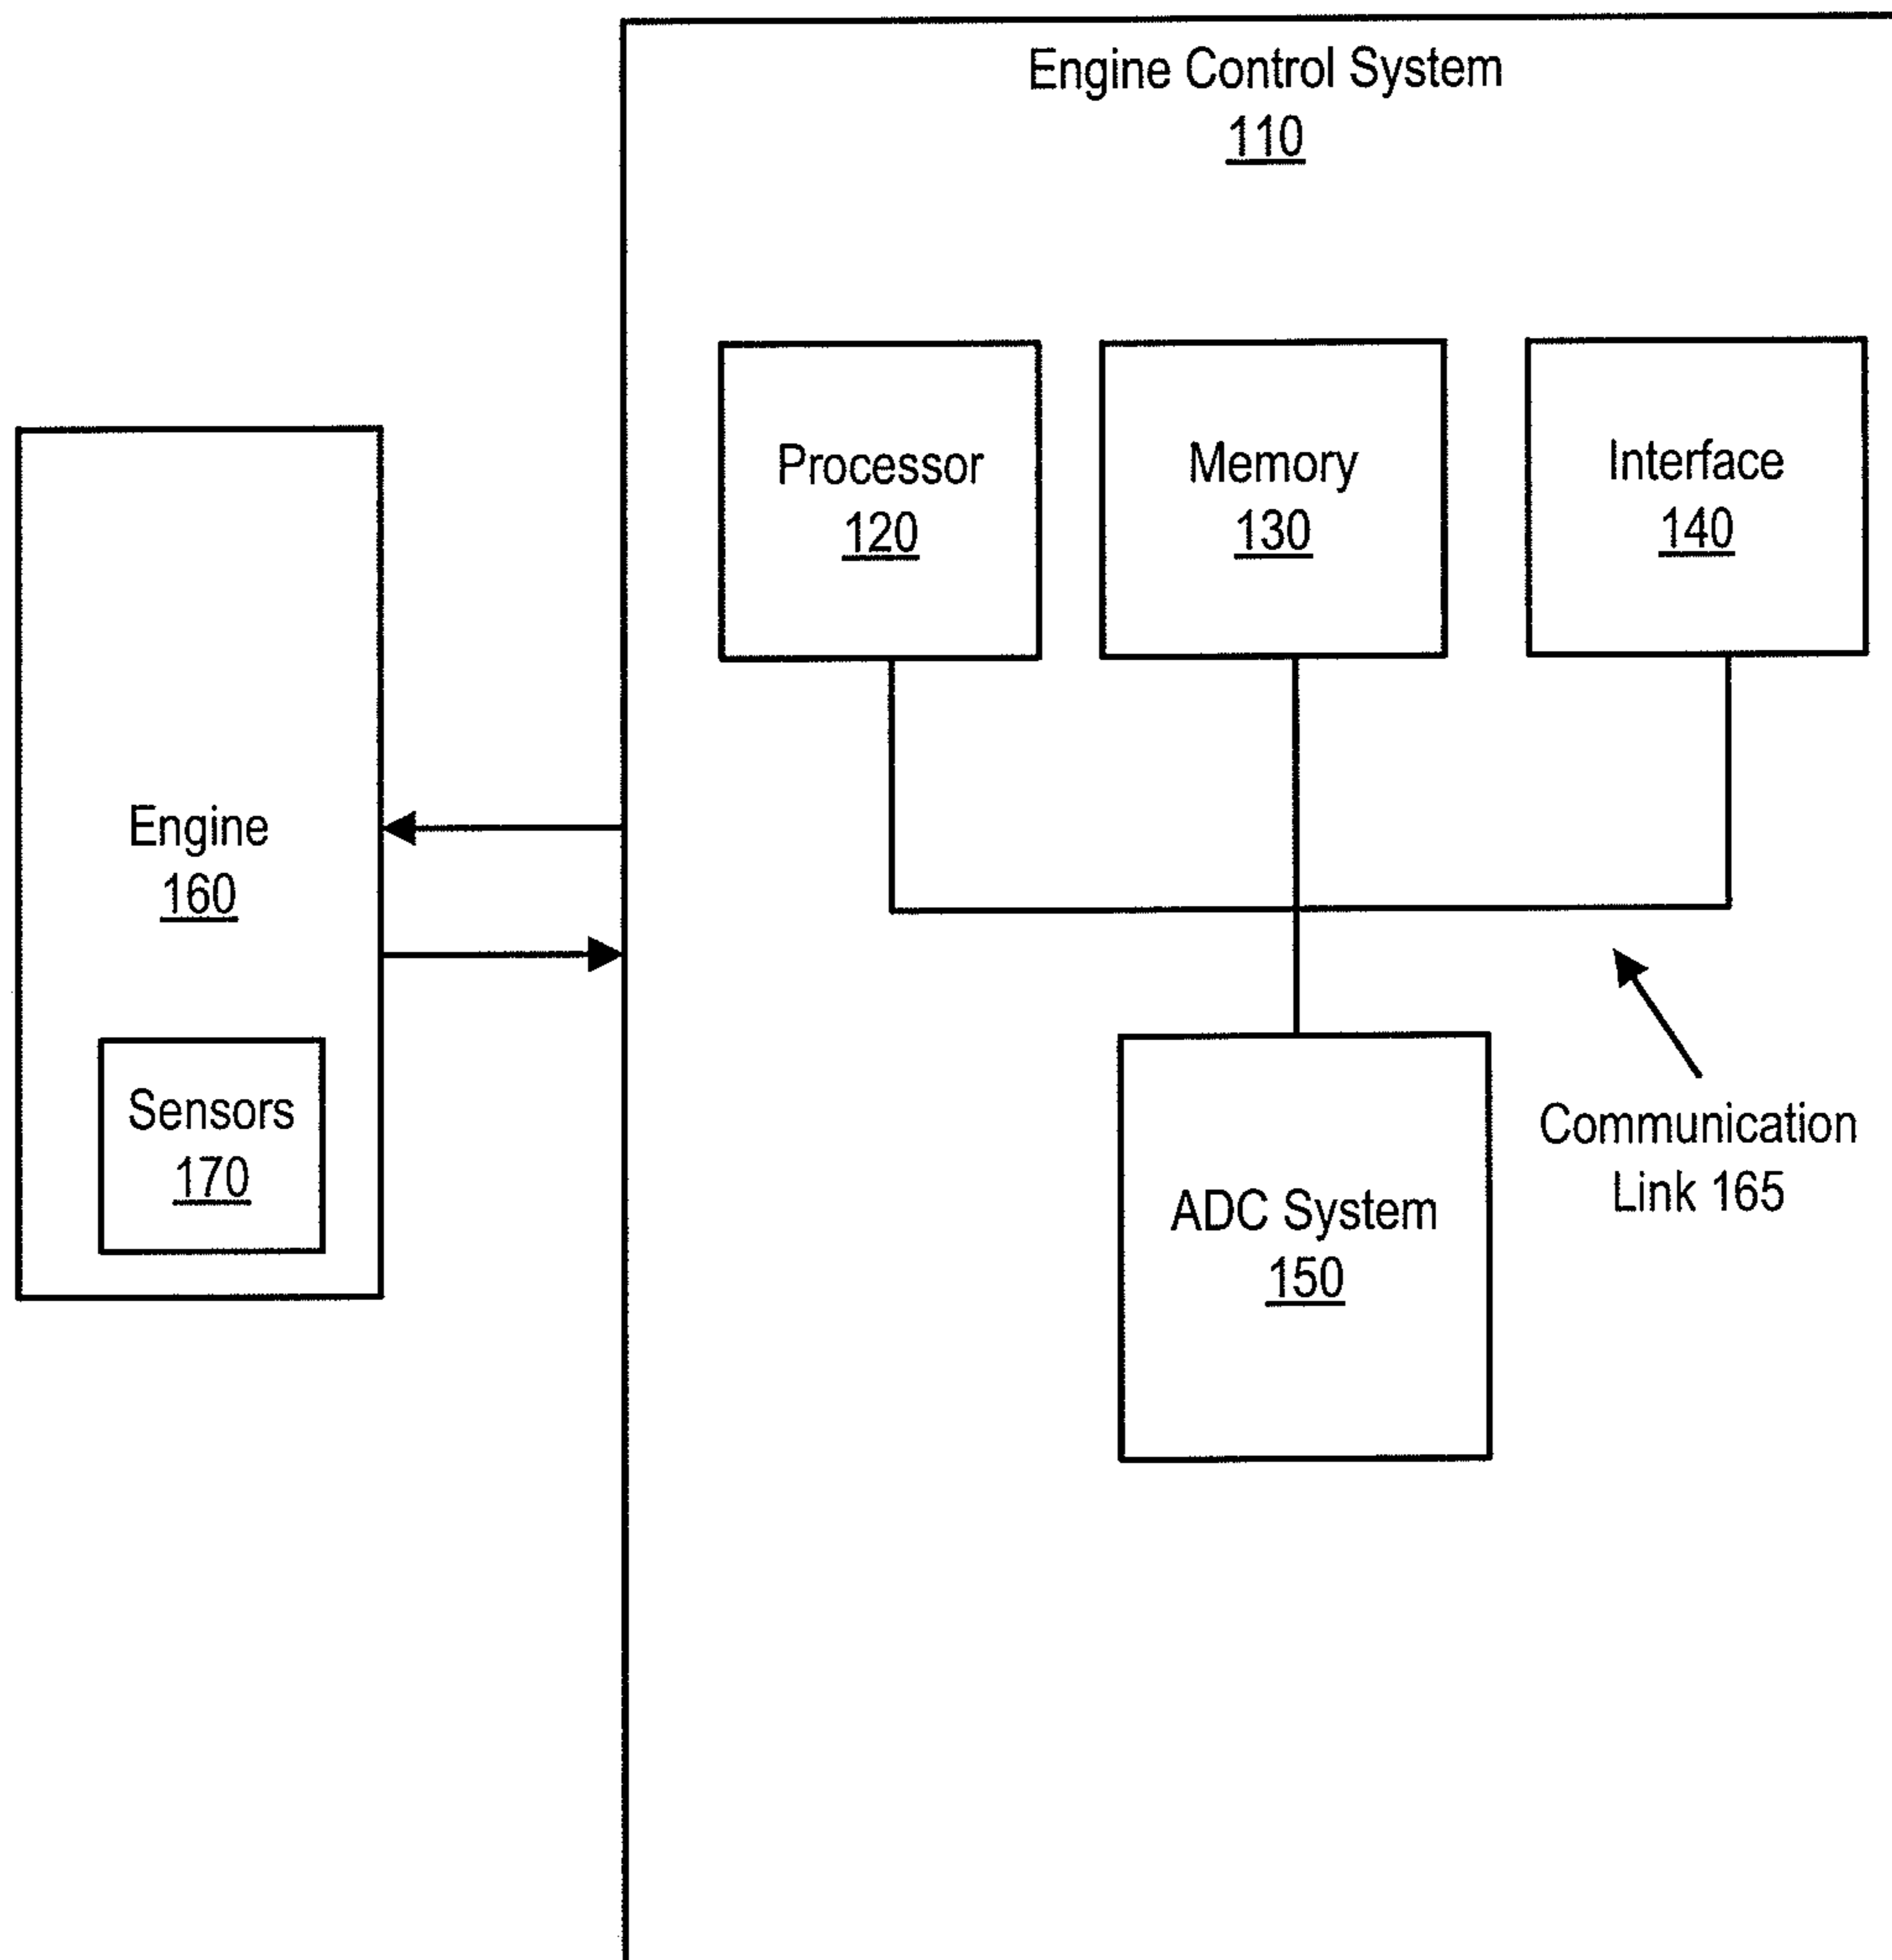 Engine Control System
110
Processor
120
Memory
130
Interface
140
Engine
160
Sensors
170
ADC System
150
Communication
Link 165